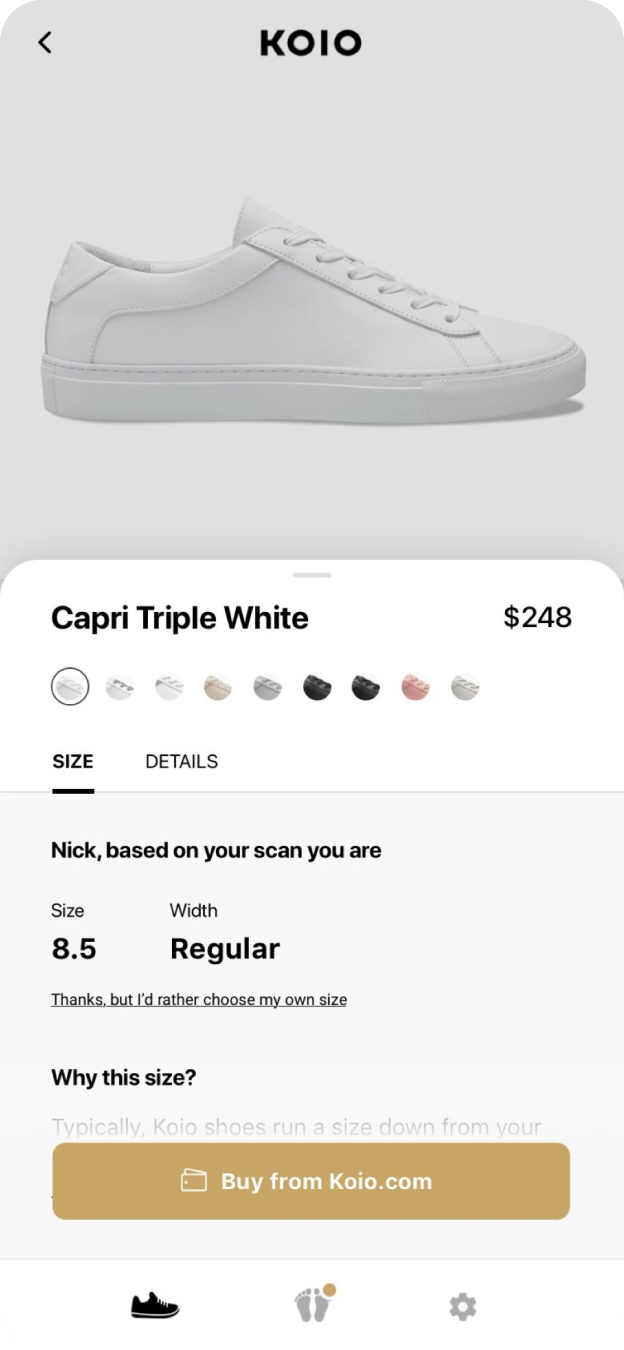 KOIO
Capri Triple White
$248
SIZE
DETAILS
Nick, based on your scan you are
Size
Width
8.5
Regular
Thanks, but I'd rather choose my own size
Why this size?
Typically, Koio shoes run a size down from your
Buy from Koio.com